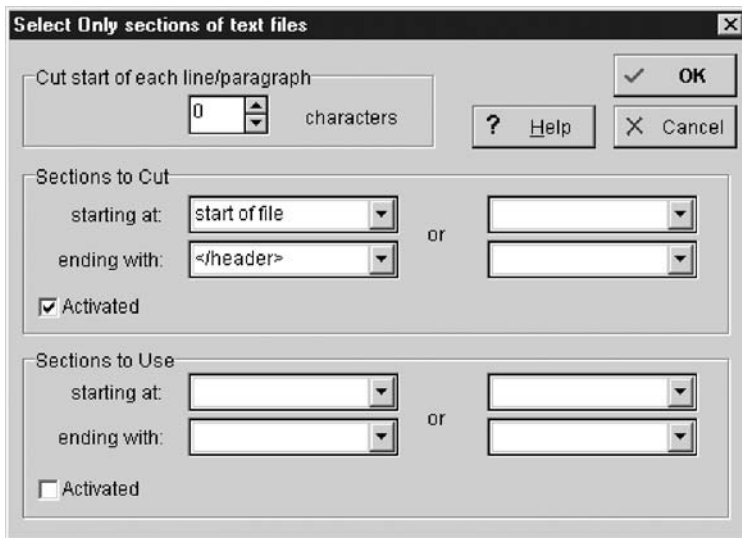 Select Only sections of text files
Cut start of each line/paragraph
0 characters
OK
? Help
Cancel
Sections to Cut
starting at: start of file or
ending with: </header>
Activated
Sections to Use
starting at: or
ending with:
Activated